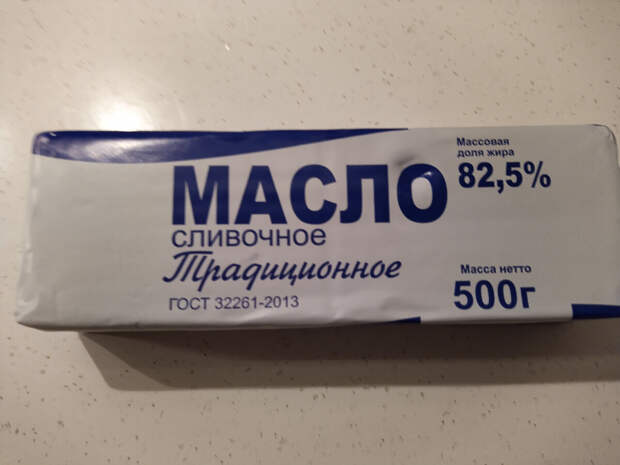 МАСЛО
сливочное
Традиционное
ГОСТ 32261-2013
Массовая
доля жира
82,5%
Масса нетто
500г